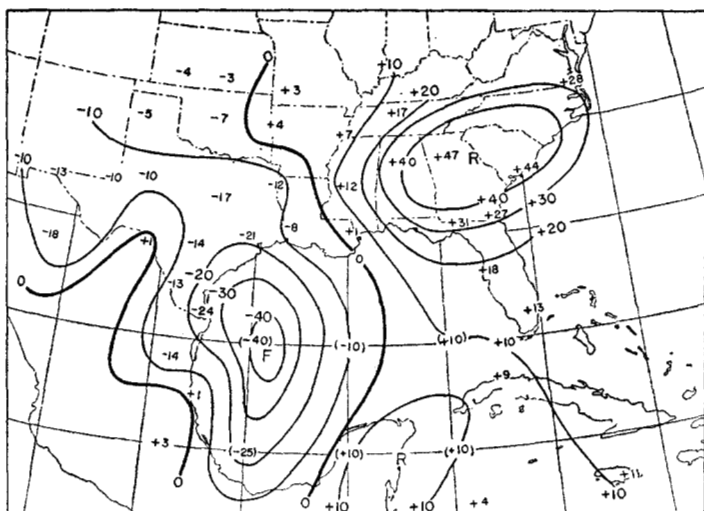 0
+10
-4 -3 +3 +20 +28
-10 -5 -7 +4 +7 +17
-10 -13 -10 -10 -12 +12 +40 +47 R +44
-17 +40 +30
-18 +1 -14 -21 -8 +1 +31 +27 +20
0 -13 -20 0 +18
-24 -30 -40 +13
(-40) F (-10) (+10) +10
-14 +9
+1
+3 (-25) (+10) R (+10)
0 0 +10 +10 +4 +11
+10